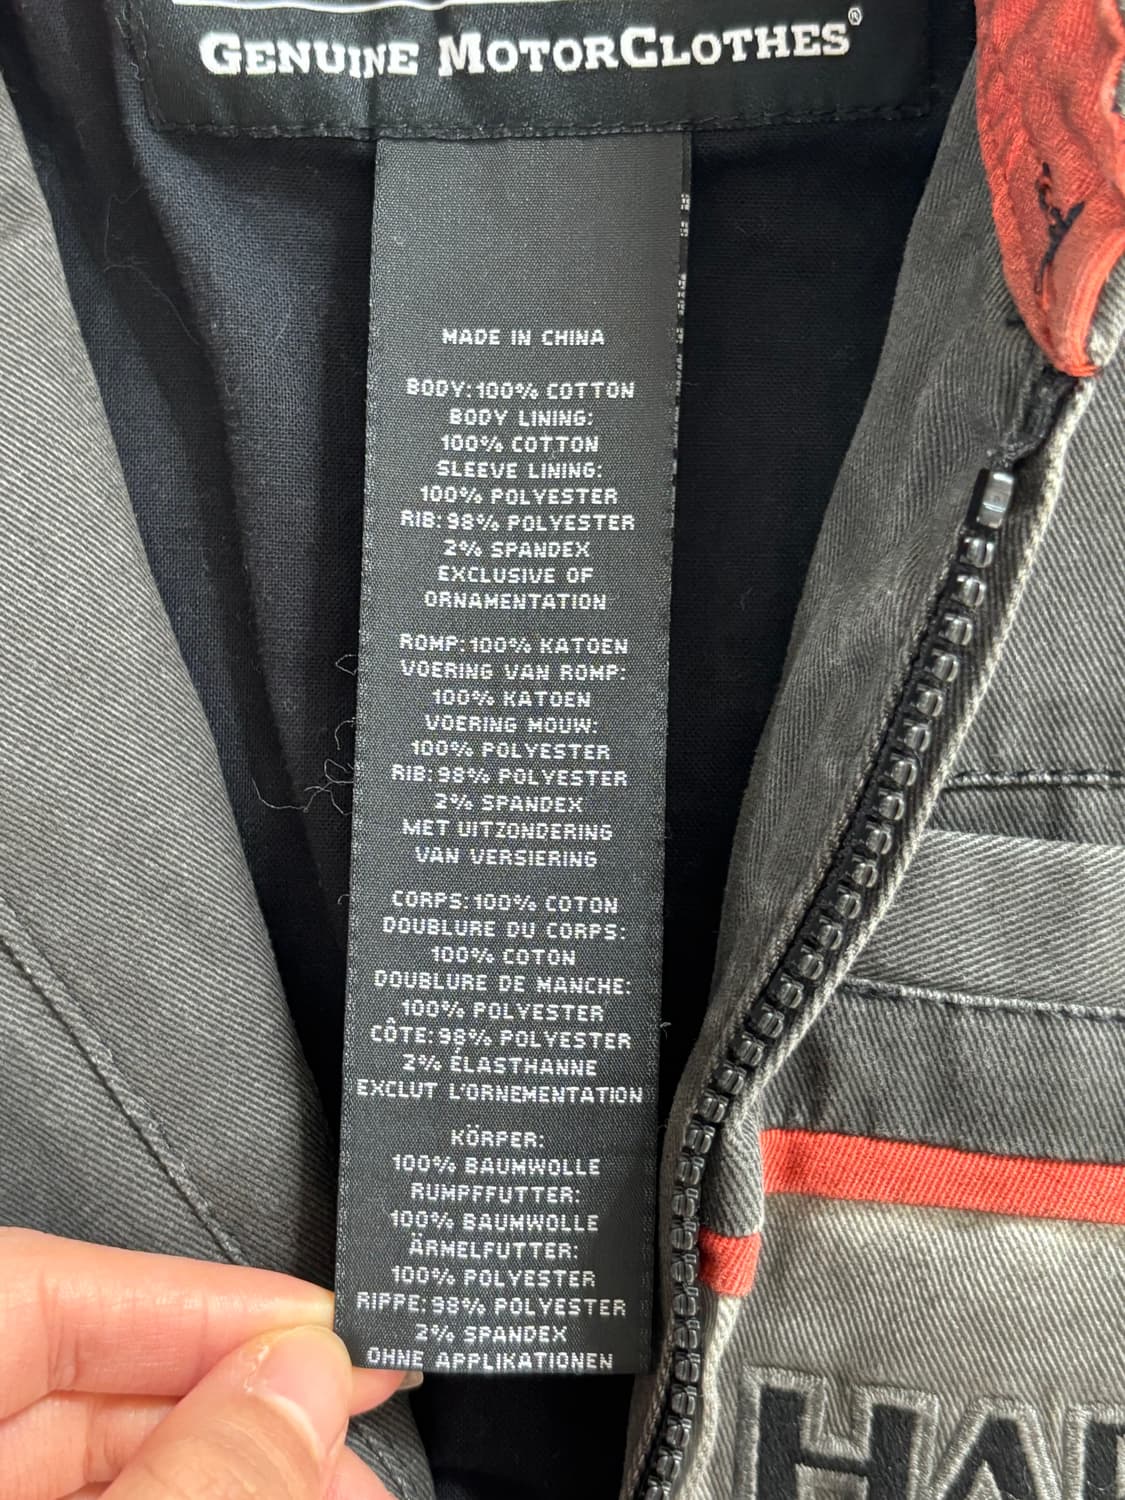 GENUINE MOTORCLOTHES®
MADE IN CHINA
BODY: 100% COTTON
BODY LINING:
100% COTTON
SLEEVE LINING:
100% POLYESTER
RIB: 98% POLYESTER
2% SPANDEX
EXCLUSIVE OF
ORNAMENTATION
ROMP: 100% KATOEN
VOERING VAN ROMP:
100% KATOEN
VOERING MOUW:
100% POLYESTER
RIB: 98% POLYESTER
2% SPANDEX
MET UITZONDERING
VAN VERSIERING
CORPS: 100% COTON
DOUBLURE DU CORPS:
100% COTON
DOUBLURE DE MANCHE:
100% POLYESTER
CÔTE: 98% POLYESTER
2% ÉLASTHANNE
EXCLUT L'ORNEMENTATION
KÖRPER:
100% BAUMWOLLE
RUMPFFUTTER:
100% BAUMWOLLE
ÄRMELFUTTER:
100% POLYESTER
RIPPE: 98% POLYESTER
2% SPANDEX
OHNE APPLIKATIONEN
HA